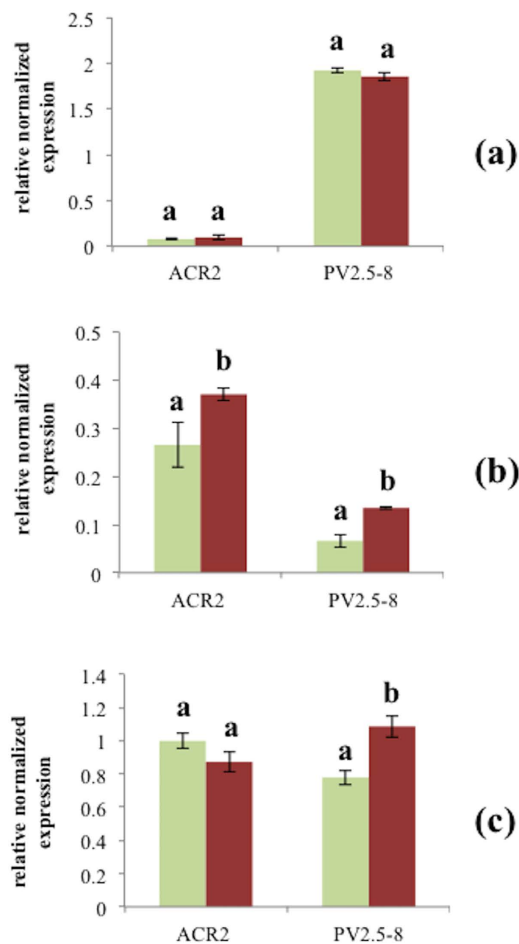 relative normalized
expression
2.5
2
1.5
1
0.5
0
a a a a
ACR2 PV2.5-8
(a)
relative normalized
expression
0.5
0.4
0.3
0.2
0.1
0
a b a b
ACR2 PV2.5-8
(b)
relative normalized
expression
1.4
1.2
1
0.8
0.6
0.4
0.2
0
a a a b
ACR2 PV2.5-8
(c)